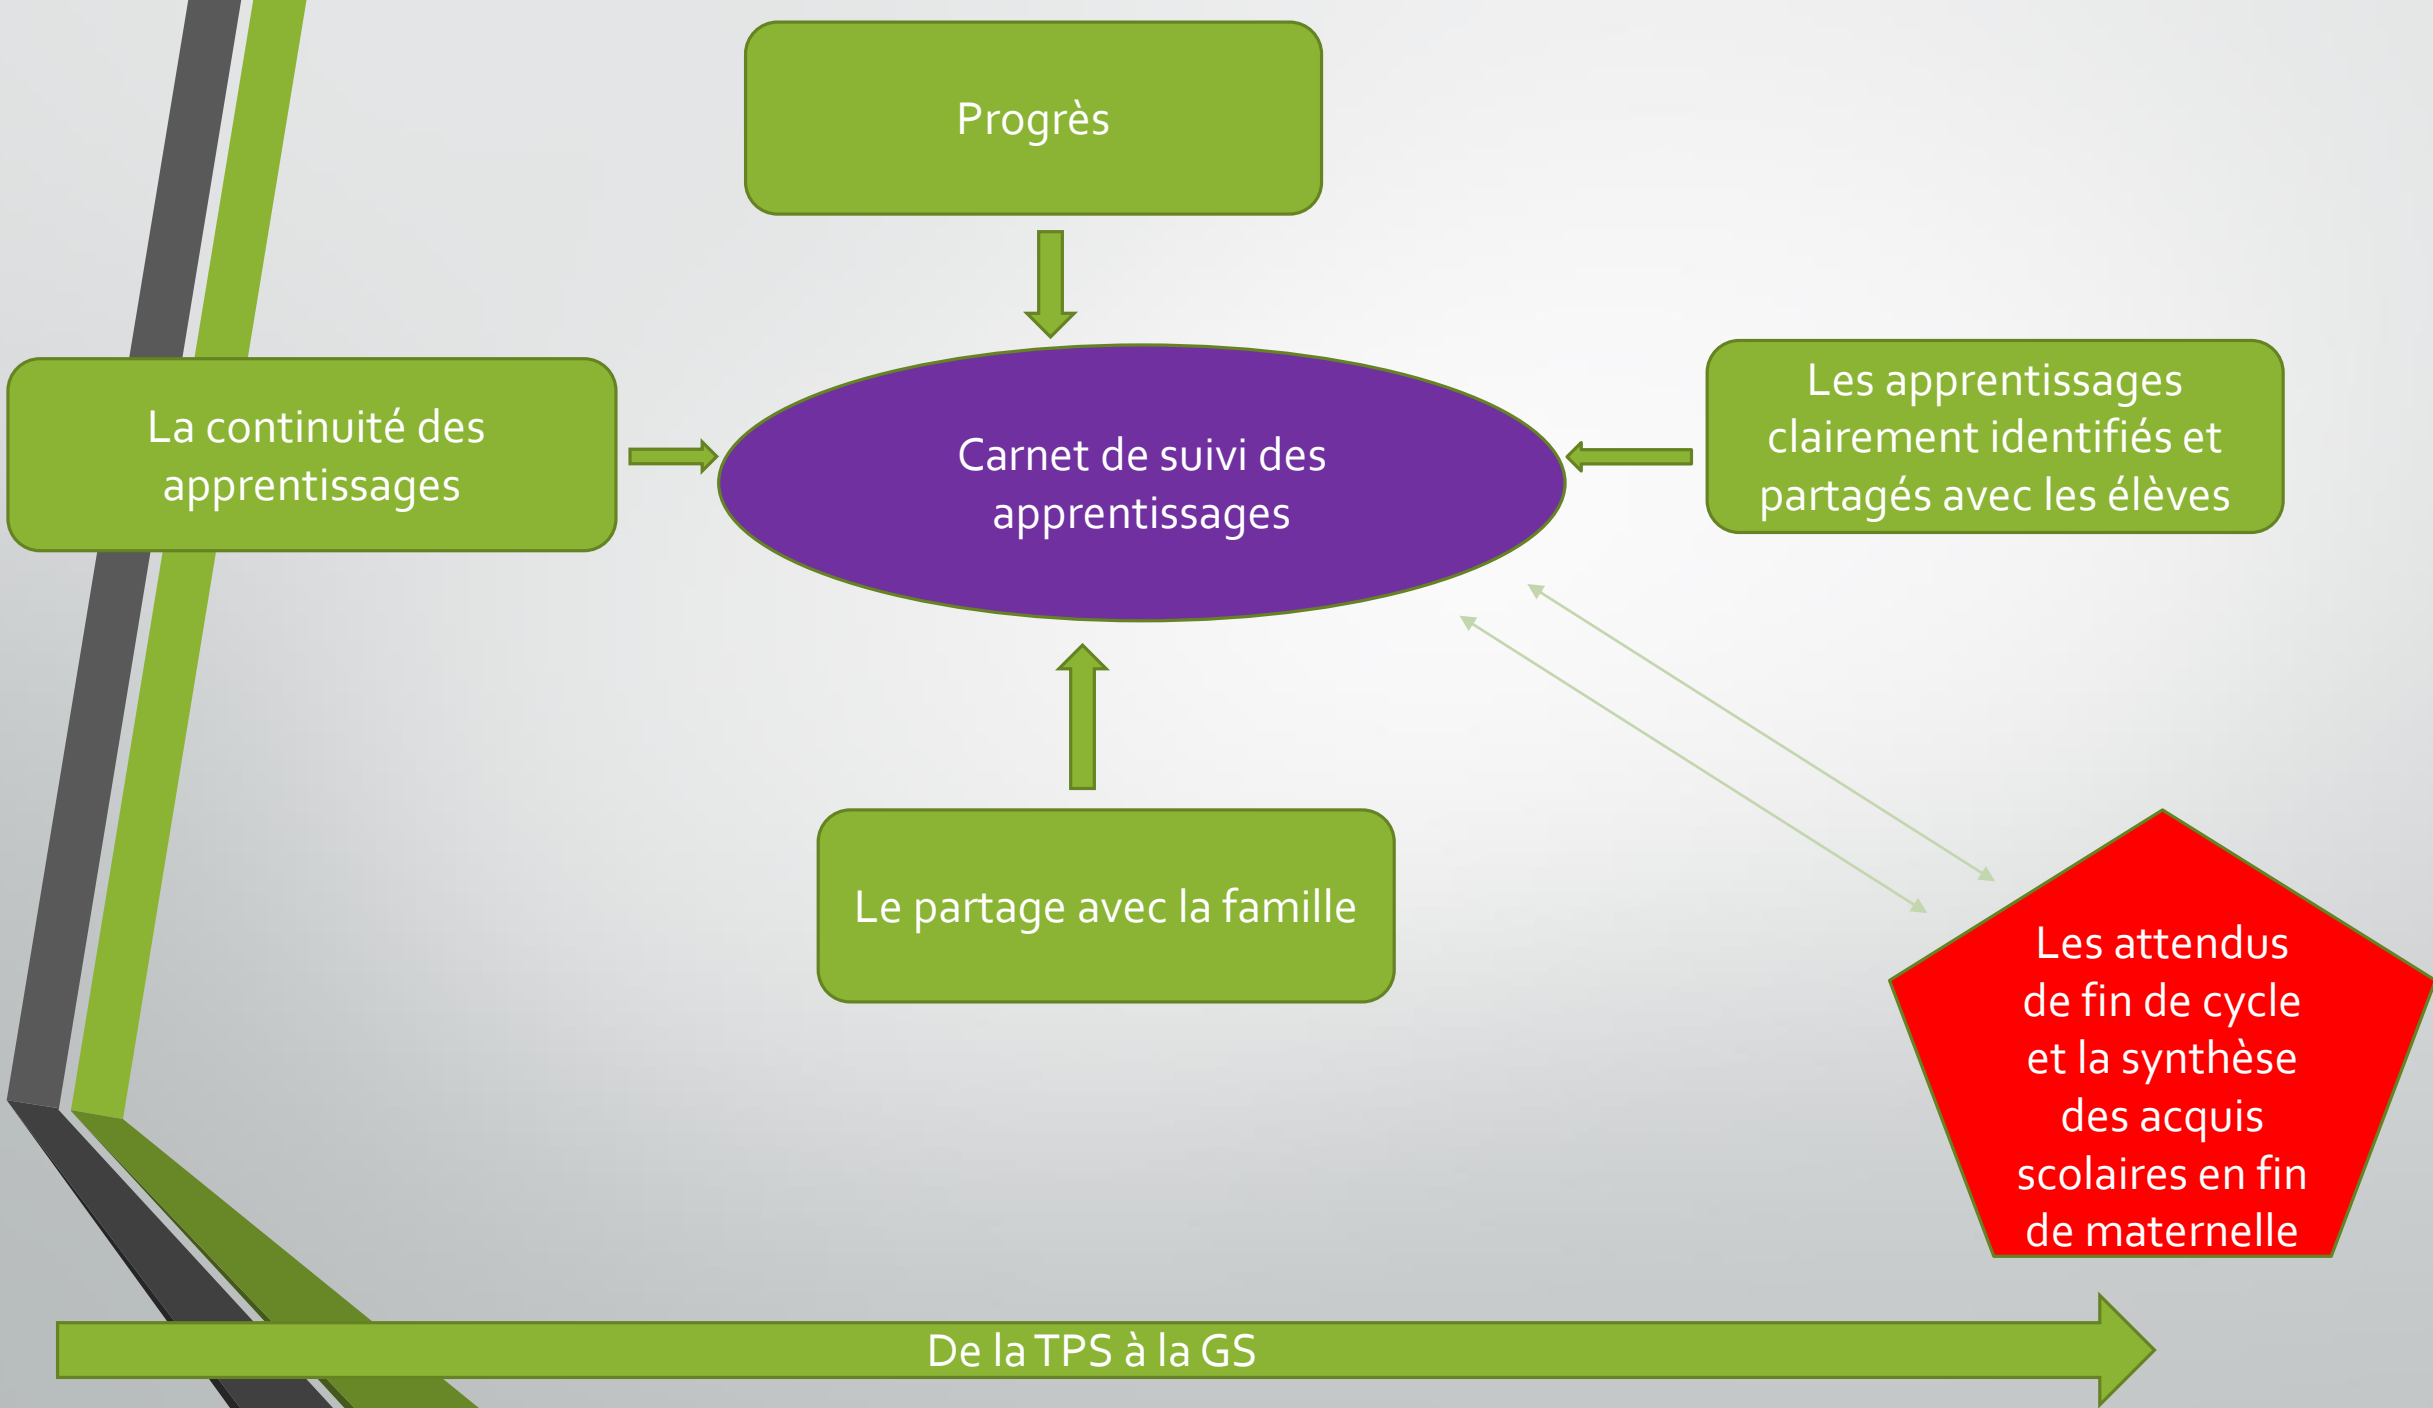 Progrès
La continuité des
apprentissages
Carnet de suivi des
apprentissages
Les apprentissages
clairement identifiés et
partagés avec les élèves
Le partage avec la famille
Les attendus
de fin de cycle
et la synthèse
des acquis
scolaires en fin
de maternelle
De la TPS à la GS